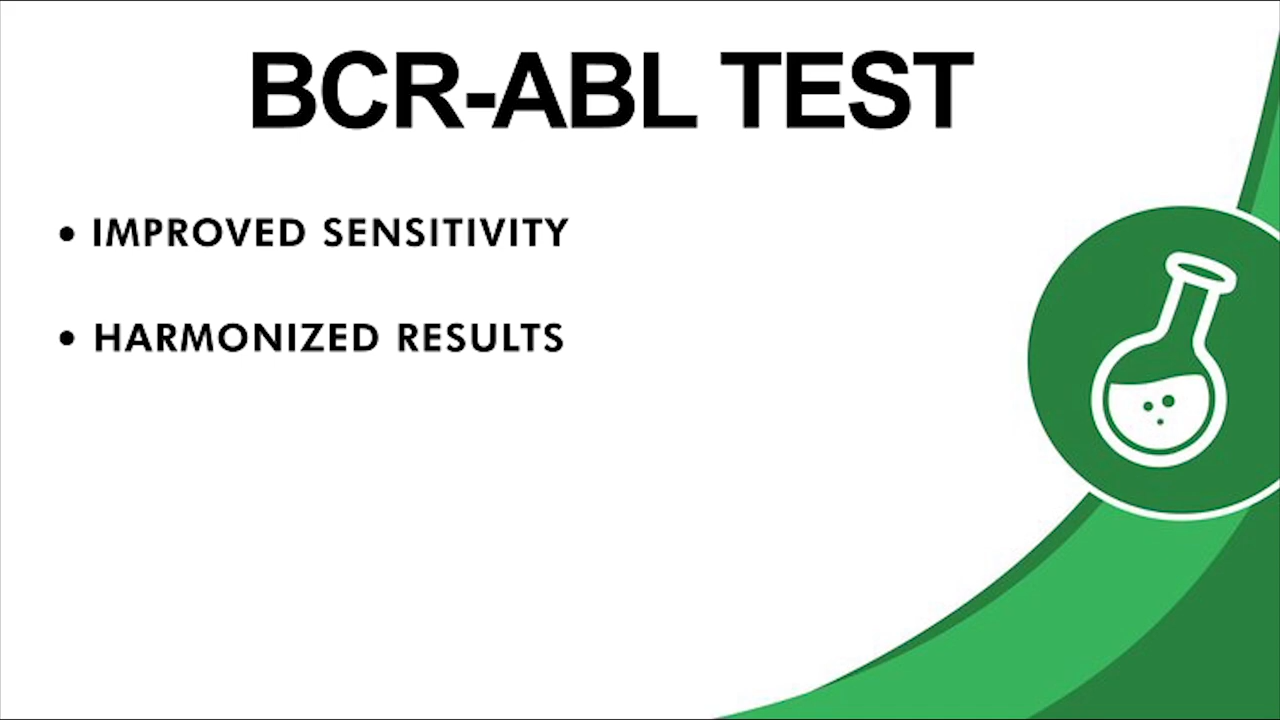 BCR-ABL TEST
• IMPROVED SENSITIVITY
• HARMONIZED RESULTS